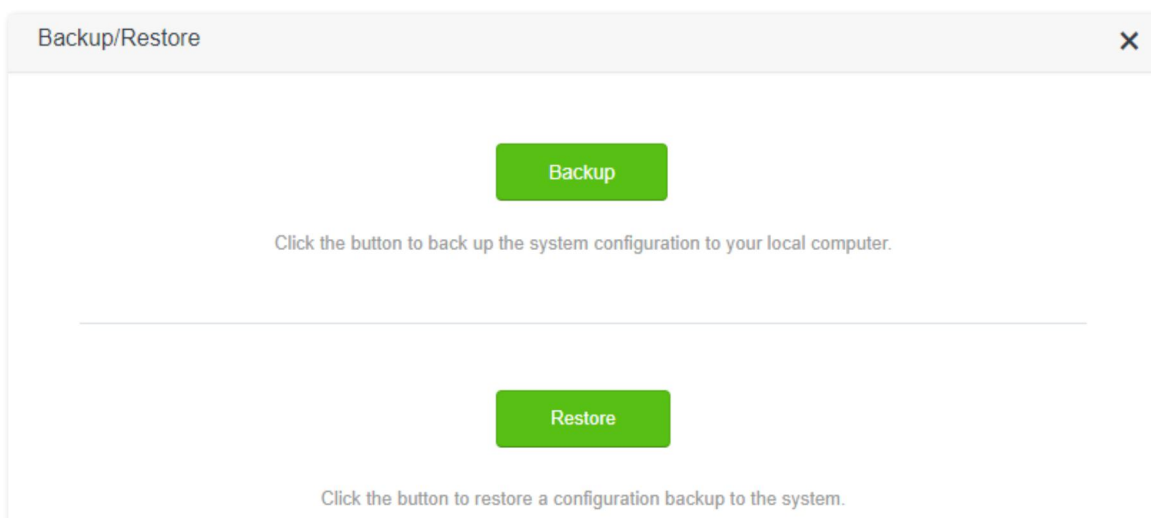 Backup/Restore
Backup
Click the button to back up the system configuration to your local computer.
Restore
Click the button to restore a configuration backup to the system.